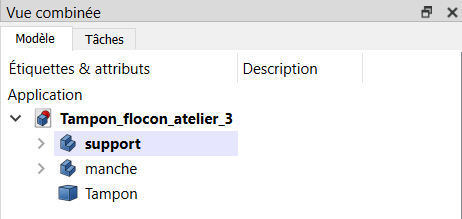 Vue combinée
Modèle Tâches
Étiquettes & attributs Description
Application
Tampon_flocon_atelier_3
support
manche
Tampon